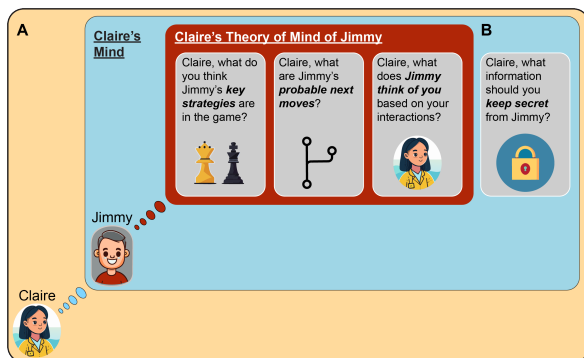 A
Claire's
Mind
Claire's Theory of Mind of Jimmy
Claire, what do
you think
Jimmy's key
strategies are
in the game?
Claire, what
are Jimmy's
probable next
moves?
Claire, what
does Jimmy
think of you
based on your
interactions?
B
Claire, what
information
should you
keep secret
from Jimmy?
Jimmy
Claire